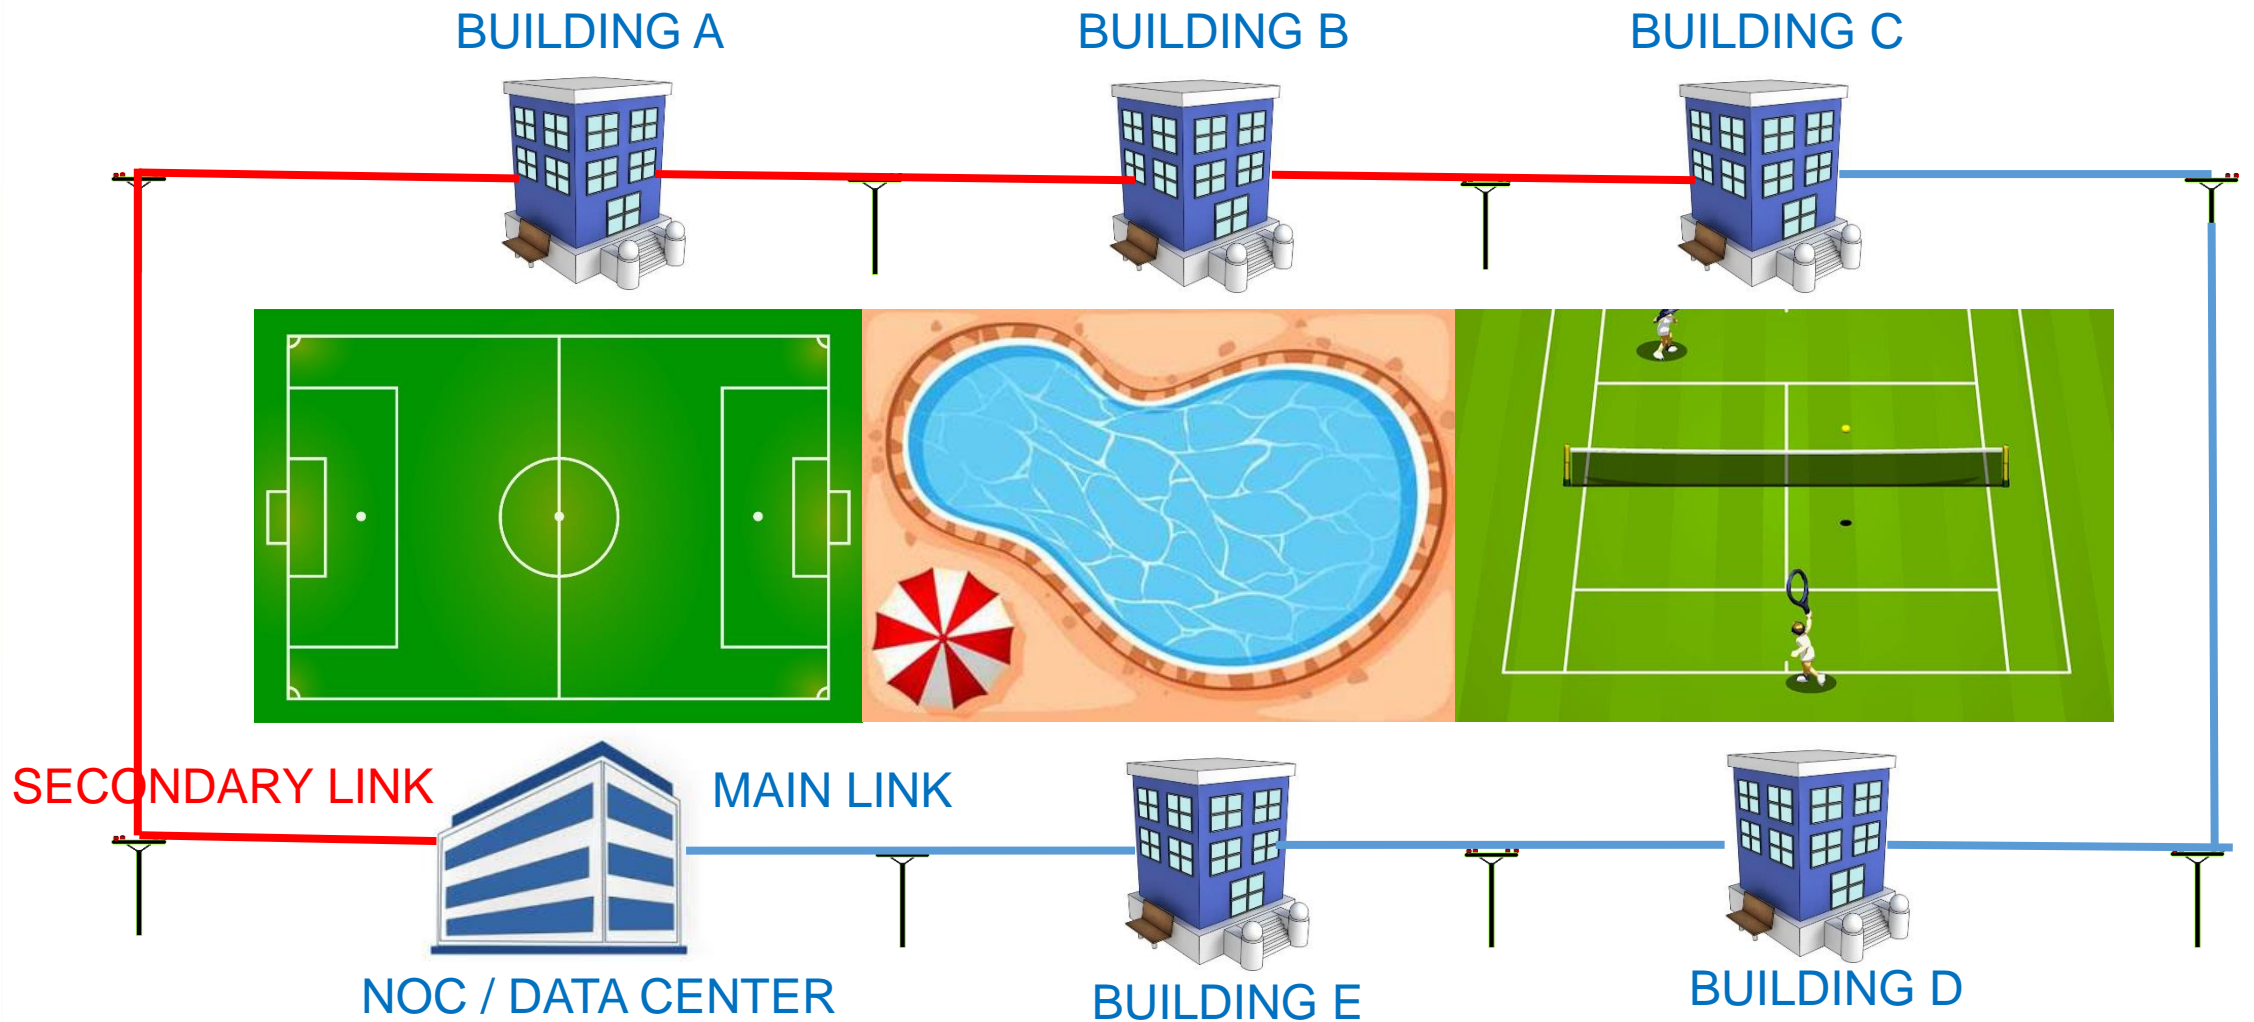 BUILDING A
BUILDING B
BUILDING C
SECONDARY LINK
MAIN LINK
NOC / DATA CENTER
BUILDING E
BUILDING D